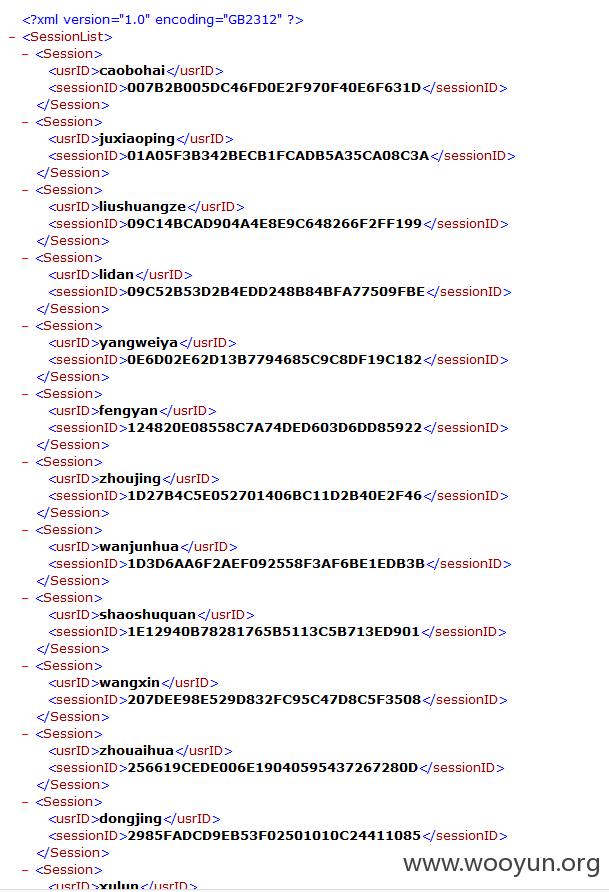 <?xml version="1.0" encoding="GB2312" ?>
– <SessionList>
– <Session>
<usrID>caobohai</usrID>
<sessionID>007B2B005DC46FD0E2F970F40E6F631D</sessionID>
</Session>
– <Session>
<usrID>juxiaoping</usrID>
<sessionID>01A05F3B342BECB1FCADB5A35CA08C3A</sessionID>
</Session>
– <Session>
<usrID>liushuangze</usrID>
<sessionID>09C14BCAD904A4E8E9C648266F2FF199</sessionID>
</Session>
– <Session>
<usrID>lidan</usrID>
<sessionID>09C52B53D2B4EDD248B84BFA77509FBE</sessionID>
</Session>
– <Session>
<usrID>yangweiya</usrID>
<sessionID>0E6D02E62D13B7794685C9C8DF19C182</sessionID>
</Session>
– <Session>
<usrID>fengyan</usrID>
<sessionID>124820E08558C7A74DED603D6DD85922</sessionID>
</Session>
– <Session>
<usrID>zhoujing</usrID>
<sessionID>1D27B4C5E052701406BC11D2B40E2F46</sessionID>
</Session>
– <Session>
<usrID>wanjunhua</usrID>
<sessionID>1D3D6AA6F2AEF092558F3AF6BE1EDB3B</sessionID>
</Session>
– <Session>
<usrID>shaoshuquan</usrID>
<sessionID>1E12940B78281765B5113C5B713ED901</sessionID>
</Session>
– <Session>
<usrID>wangxin</usrID>
<sessionID>207DEE98E529D832FC95C47D8C5F3508</sessionID>
</Session>
– <Session>
<usrID>zhouaihua</usrID>
<sessionID>256619CEDE006E19040595437267280D</sessionID>
</Session>
– <Session>
<usrID>dongjing</usrID>
<sessionID>2985FADCD9EB53F02501010C24411085</sessionID>
</Session>
– <Session>
<usrID>xulun</usrID>
www.wooyun.org